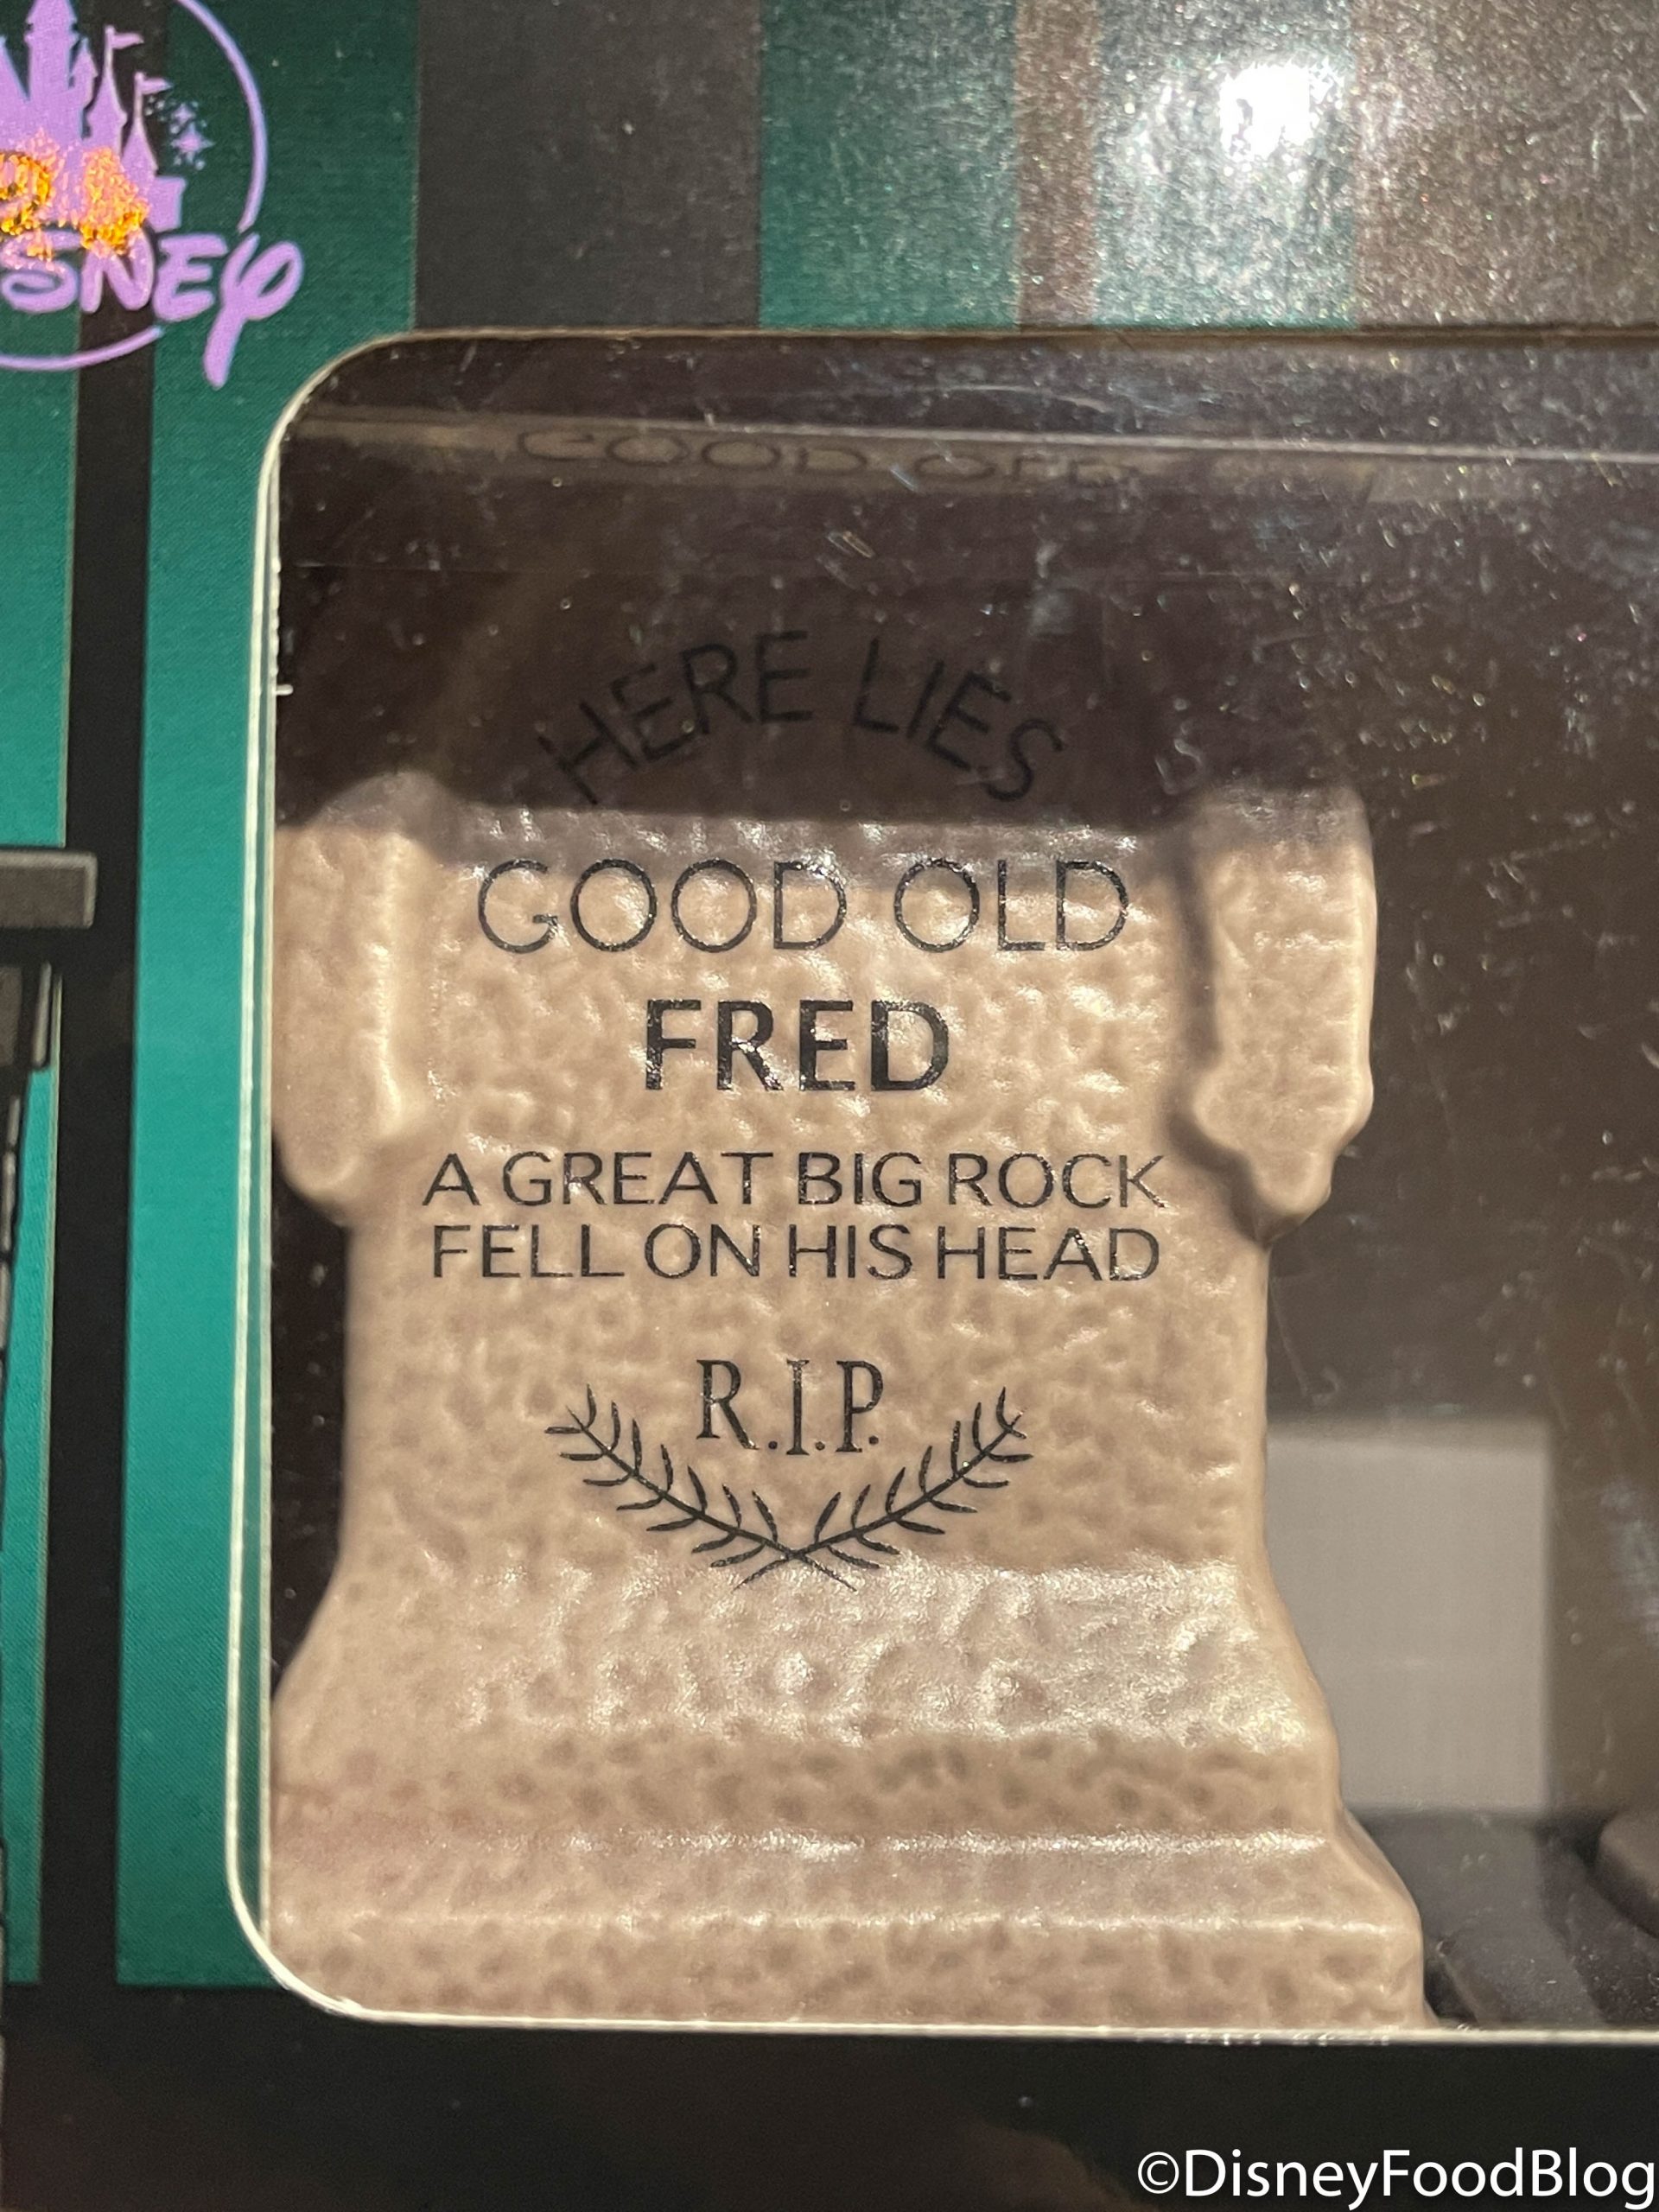 DISNEY
HERE LIES
GOOD OLD
FRED
A GREAT BIG ROCK
FELL ON HIS HEAD
R.I.P.
©DisneyFoodBlog